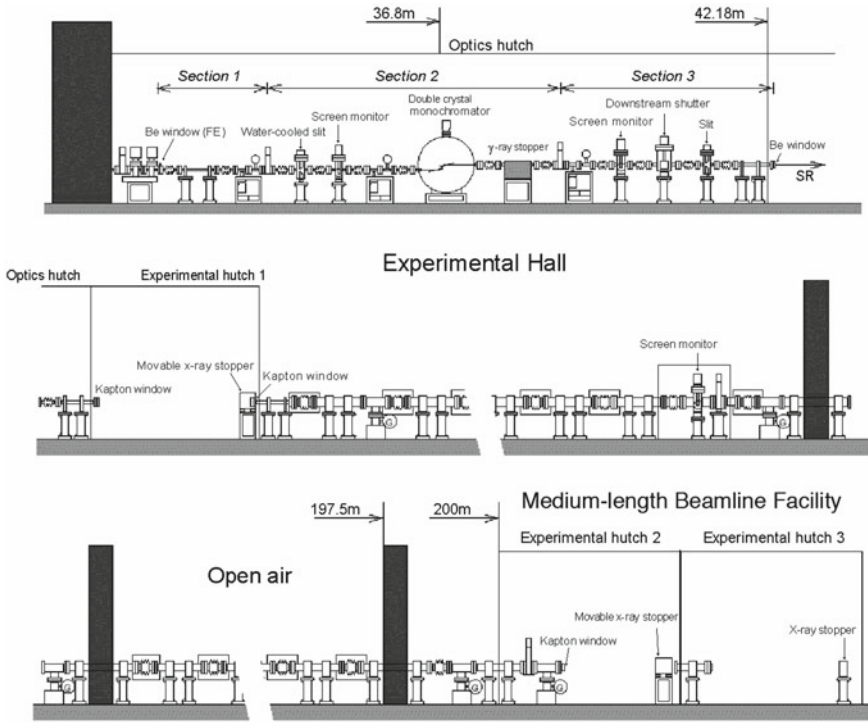 36.8m
42.18m
Optics hutch
Section 1
Section 2
Section 3
Double crystal
monochromator
Downstream shutter
Screen monitor
Screen monitor
Slit
Water-cooled slit
Be window (FE)
γ-ray stopper
Be window
SR
Experimental Hall
Optics hutch
Experimental hutch 1
Screen monitor
Movable x-ray stopper
Kapton window
Kapton window
G
G
Medium-length Beamline Facility
197.5m
200m
Experimental hutch 2
Experimental hutch 3
Open air
Movable x-ray stopper
X-ray stopper
Kapton window
G
G
G